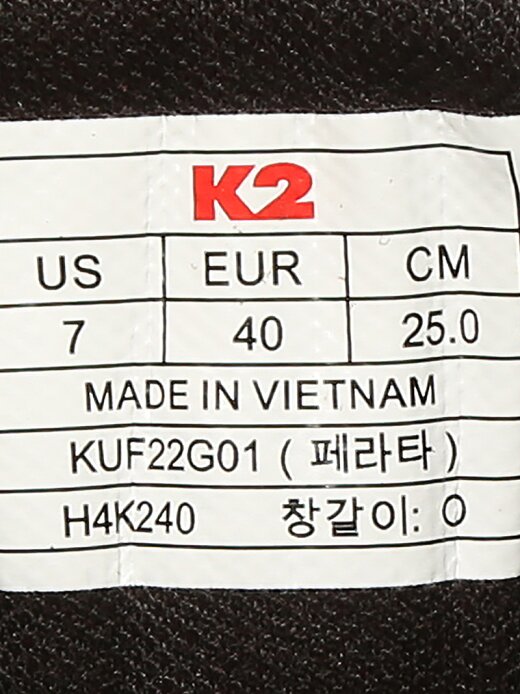 K2
US EUR CM
7 40 25.0
MADE IN VIETNAM
KUF22G01 ( 페라타 )
H4K240 창갈이: O